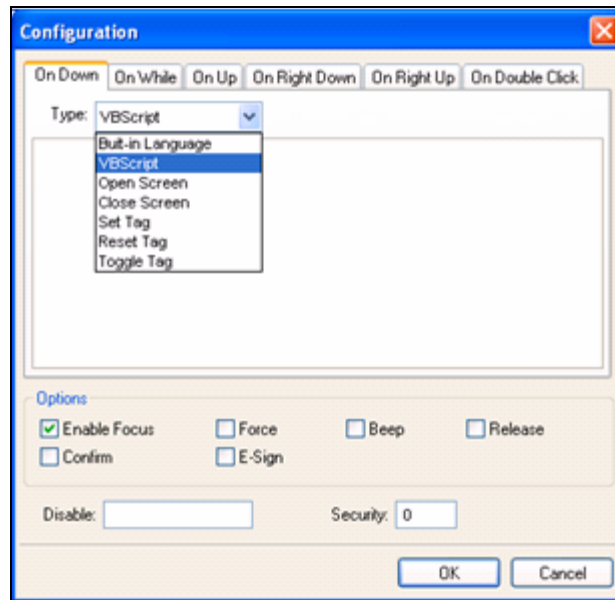 Configuration
On Down On While On Up On Right Down On Right Up On Double Click
Type: VBScript
Buit-in Language
VBScript
Open Screen
Close Screen
Set Tag
Reset Tag
Toggle Tag
Options
Enable Focus Force Beep Release
Confirm E-Sign
Disable: Security: 0
OK Cancel